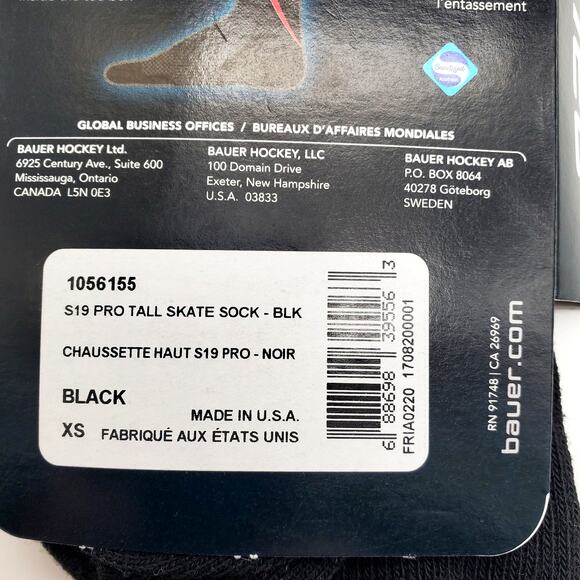 l'entassement
Sanitized
GLOBAL BUSINESS OFFICES / BUREAUX D'AFFAIRES MONDIALES
BAUER HOCKEY Ltd.
6925 Century Ave., Suite 600
Mississauga, Ontario
CANADA L5N 0E3
BAUER HOCKEY, LLC
100 Domain Drive
Exeter, New Hampshire
U.S.A. 03833
BAUER HOCKEY AB
P.O. BOX 8064
40278 Göteborg
SWEDEN
1056155
S19 PRO TALL SKATE SOCK - BLK
CHAUSSETTE HAUT S19 PRO - NOIR
BLACK
MADE IN U.S.A.
XS FABRIQUÉ AUX ÉTATS UNIS
6 88698 39556 3
FRIA0220 1708200001
RN 91748 | CA 26969
bauer.com